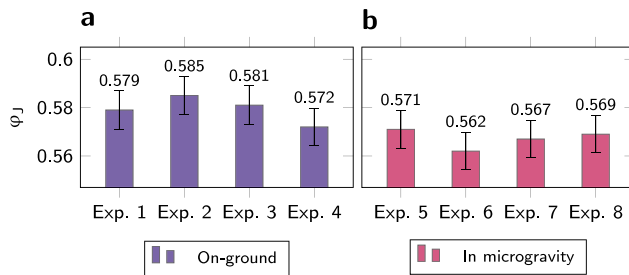 a b
0.6
0.58
0.56
φJ
0.579 0.585 0.581 0.572
0.571 0.562 0.567 0.569
Exp. 1 Exp. 2 Exp. 3 Exp. 4
Exp. 5 Exp. 6 Exp. 7 Exp. 8
On-ground
In microgravity